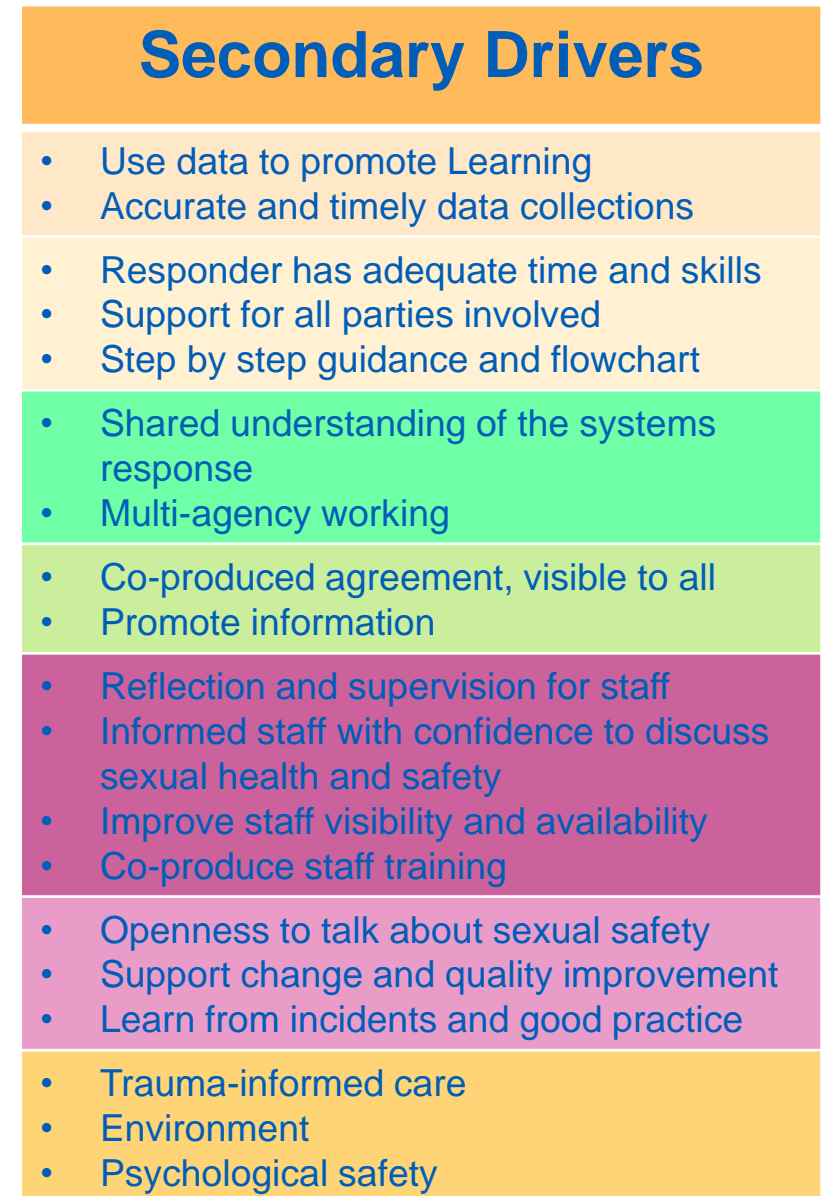 Secondary Drivers
• Use data to promote Learning
• Accurate and timely data collections
• Responder has adequate time and skills
• Support for all parties involved
• Step by step guidance and flowchart
• Shared understanding of the systems
response
• Multi-agency working
• Co-produced agreement, visible to all
• Promote information
• Reflection and supervision for staff
• Informed staff with confidence to discuss
sexual health and safety
• Improve staff visibility and availability
• Co-produce staff training
• Openness to talk about sexual safety
• Support change and quality improvement
• Learn from incidents and good practice
• Trauma-informed care
• Environment
• Psychological safety